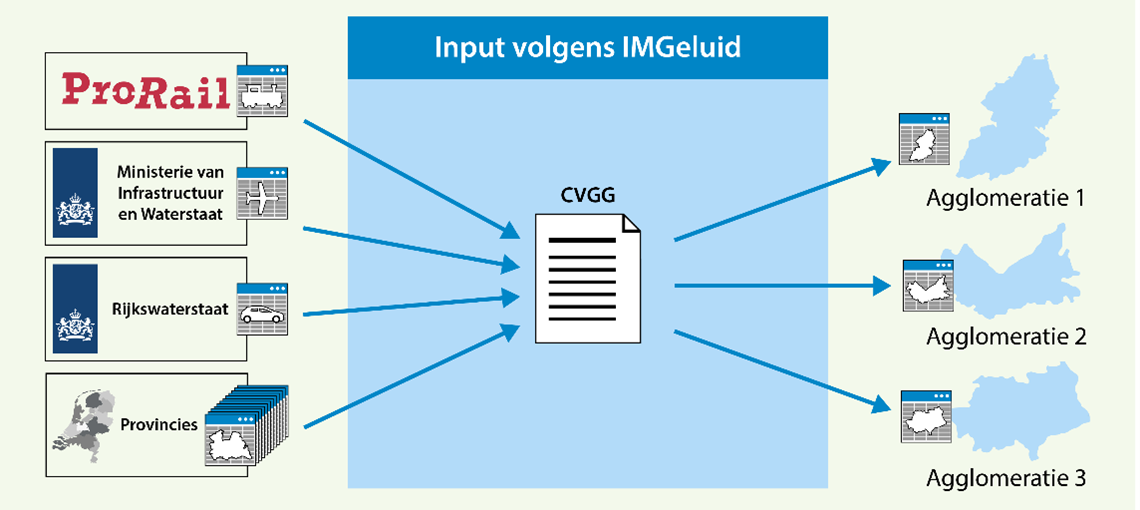 Input volgens IMGeluid
ProRail
Ministerie van
Infrastructuur
en Waterstaat
Rijkswaterstaat
Provincies
CVGG
Agglomeratie 1
Agglomeratie 2
Agglomeratie 3